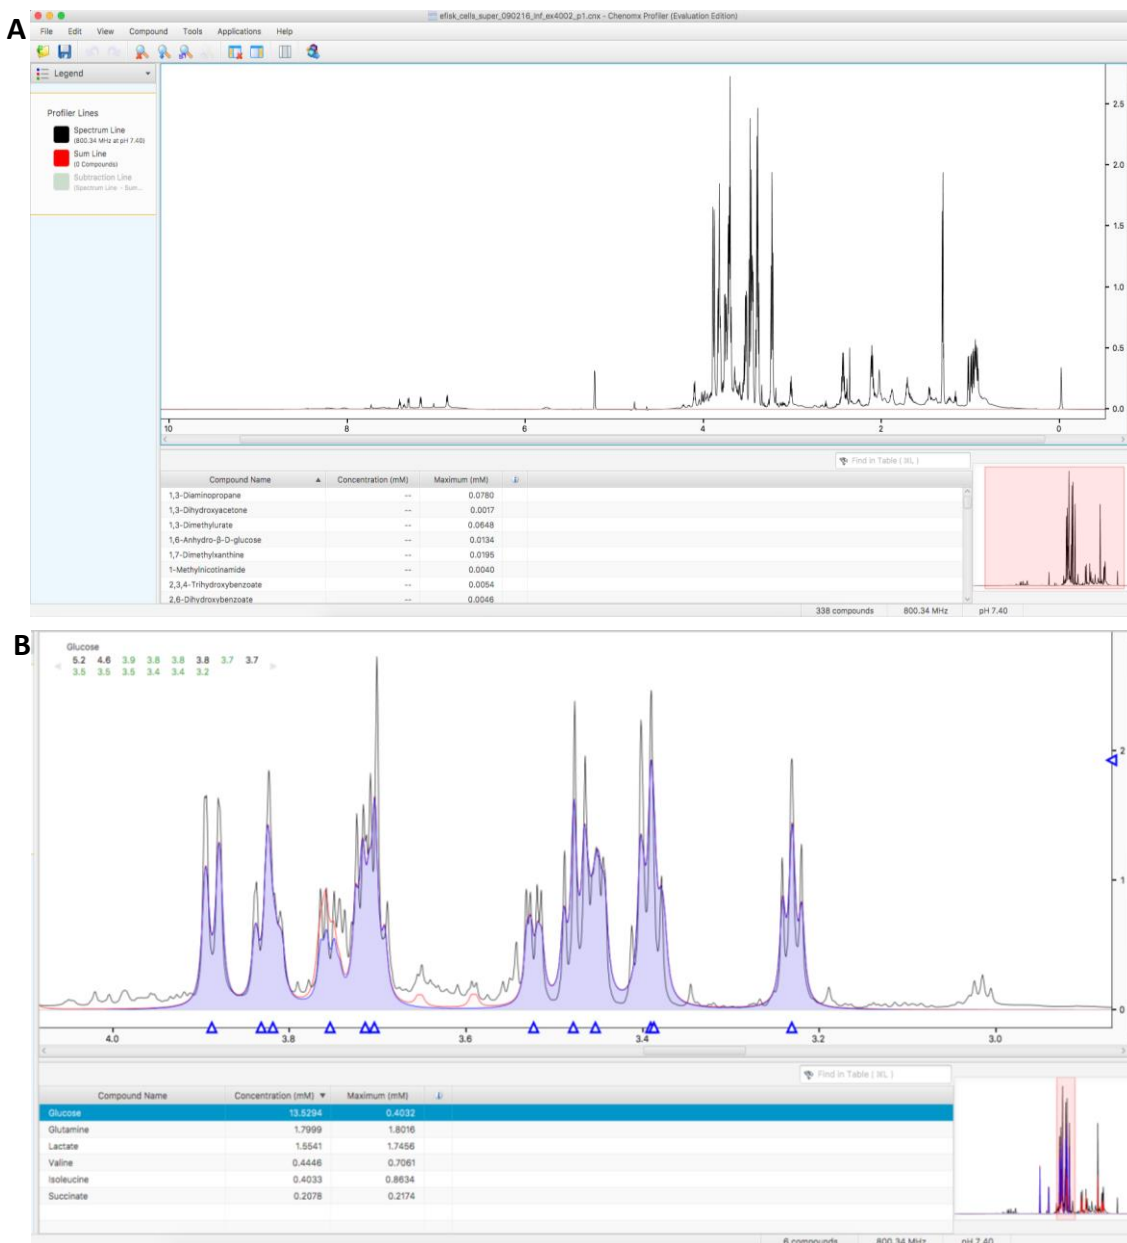 A
efisk_cells_super_090216_inf_ex4002_p1.cnx - Chenomx Profiler (Evaluation Edition)
File Edit View Compound Tools Applications Help
Legend
Profiler Lines
Spectrum Line
(800.34 MHz at pH 7.40)
Sum Line
(0 Compounds)
Subtraction Line
(Spectrum Line - Sum...
2.5
2.0
1.5
1.0
0.5
0.0
10 8 6 4 2 0
Find in Table ( ⌘L )
Compound Name Concentration (mM) Maximum (mM)
1,3-Diaminopropane -- 0.0780
1,3-Dihydroxyacetone -- 0.0017
1,3-Dimethylurate -- 0.0648
1,6-Anhydro-β-D-glucose -- 0.0134
1,7-Dimethylxanthine -- 0.0195
1-Methylnicotinamide -- 0.0040
2,3,4-Trihydroxybenzoate -- 0.0054
2,6-Dihydroxybenzoate -- 0.0046
338 compounds 800.34 MHz pH 7.40
B
Glucose
5.2 4.6 3.9 3.8 3.8 3.8 3.7 3.7
3.5 3.5 3.5 3.4 3.4 3.2
2
1
0
4.0 3.8 3.6 3.4 3.2 3.0
Find in Table ( ⌘L )
Compound Name Concentration (mM) ▼ Maximum (mM)
Glucose 13.5294 0.4032
Glutamine 1.7999 1.8016
Lactate 1.5541 1.7456
Valine 0.4446 0.7061
Isoleucine 0.4033 0.8634
Succinate 0.2078 0.2174
6 compounds 800.34 MHz pH 7.40